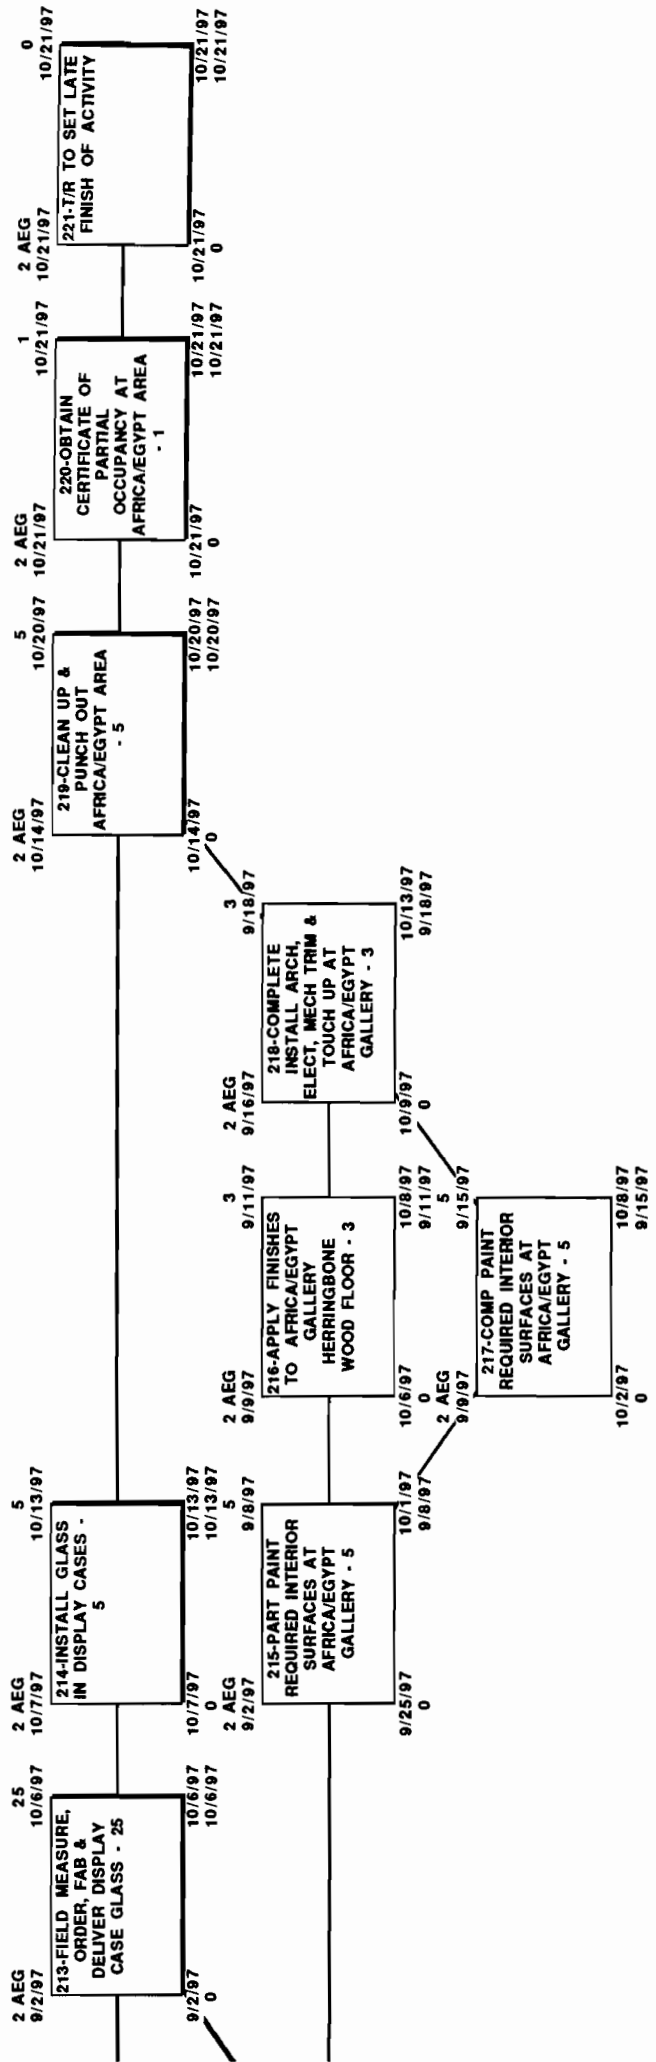 2 AEG 25
9/2/97 10/6/97
213-FIELD MEASURE,
ORDER, FAB &
DELIVER DISPLAY
CASE GLASS - 25
9/2/97 10/6/97
0 10/6/97
2 AEG 5
10/7/97 10/13/97
214-INSTALL GLASS
IN DISPLAY CASES -
5
10/7/97 10/13/97
0 10/13/97
2 AEG 5
10/14/97 10/20/97
219-CLEAN UP &
PUNCH OUT
AFRICA/EGYPT AREA
- 5
10/14/97 10/20/97
0 10/20/97
2 AEG 1
10/21/97 10/21/97
220-OBTAIN
CERTIFICATE OF
PARTIAL
OCCUPANCY AT
AFRICA/EGYPT AREA
- 1
10/21/97 10/21/97
0 10/21/97
2 AEG 0
10/21/97 10/21/97
221-T/R TO SET LATE
FINISH OF ACTIVITY
10/21/97 10/21/97
0 10/21/97
2 AEG 5
9/2/97 9/8/97
215-PART PAINT
REQUIRED INTERIOR
SURFACES AT
AFRICA/EGYPT
GALLERY - 5
9/25/97 10/1/97
0 9/8/97
2 AEG 3
9/9/97 9/11/97
216-APPLY FINISHES
TO AFRICA/EGYPT
GALLERY
HERRINGBONE
WOOD FLOOR - 3
10/6/97 10/8/97
0 9/11/97
2 AEG 3
9/16/97 9/18/97
218-COMPLETE
INSTALL ARCH,
ELECT, MECH TRIM &
TOUCH UP AT
AFRICA/EGYPT
GALLERY - 3
10/9/97 10/13/97
0 9/18/97
2 AEG 5
9/9/97 9/15/97
217-COMP PAINT
REQUIRED INTERIOR
SURFACES AT
AFRICA/EGYPT
GALLERY - 5
10/2/97 10/8/97
0 9/15/97